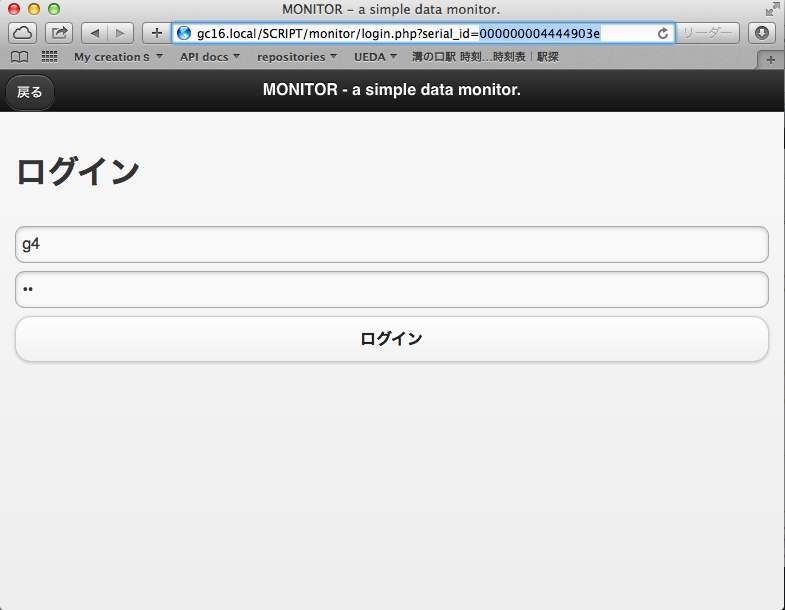 MONITOR - a simple data monitor.
gc16.local/SCRIPT/monitor/login.php?serial_id=000000004444903e
リーダー
My creation s API docs repositories UEDA 溝の口駅 時刻...時刻表｜駅探
戻る MONITOR - a simple data monitor.
ログイン
g4
••
ログイン